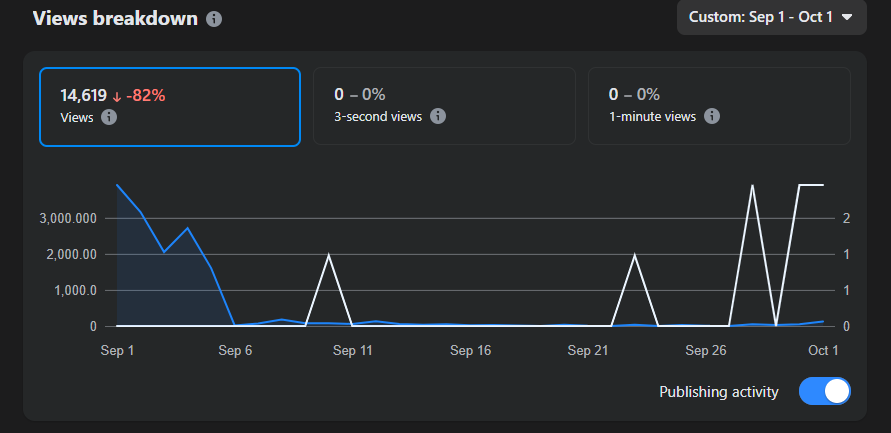 Views breakdown
Custom: Sep 1 - Oct 1
14,619 ↓ -82%
Views
0 – 0%
3-second views
0 – 0%
1-minute views
3,000.000
2,000.00
1,000.0
0
2
1
1
0
Sep 1
Sep 6
Sep 11
Sep 16
Sep 21
Sep 26
Oct 1
Publishing activity